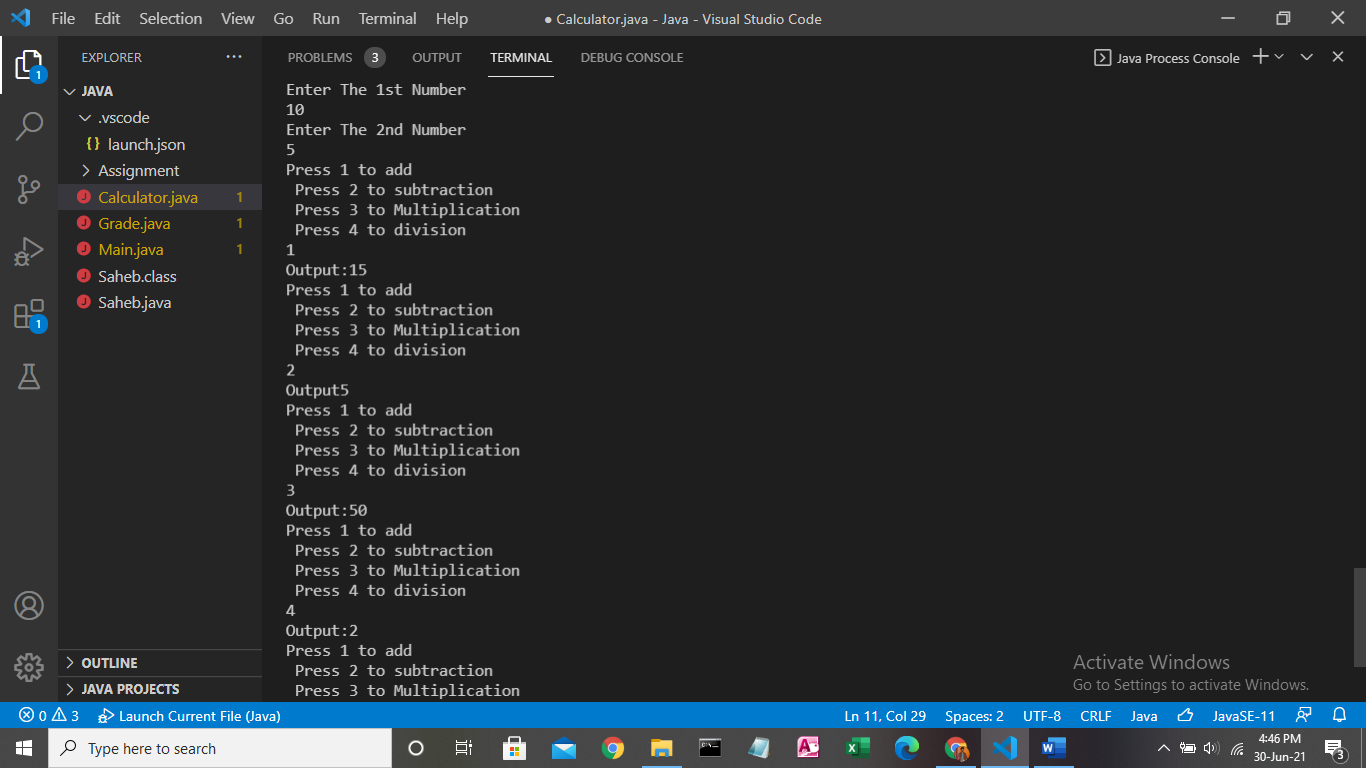 File Edit Selection View Go Run Terminal Help
● Calculator.java - Java - Visual Studio Code
EXPLORER
PROBLEMS 3 OUTPUT TERMINAL DEBUG CONSOLE
Java Process Console
JAVA
.vscode
{} launch.json
Assignment
J Calculator.java 1
J Grade.java 1
J Main.java 1
J Saheb.class
J Saheb.java
1
1
OUTLINE
JAVA PROJECTS
Enter The 1st Number
10
Enter The 2nd Number
5
Press 1 to add
Press 2 to subtraction
Press 3 to Multiplication
Press 4 to division
1
Output:15
Press 1 to add
Press 2 to subtraction
Press 3 to Multiplication
Press 4 to division
2
Output5
Press 1 to add
Press 2 to subtraction
Press 3 to Multiplication
Press 4 to division
3
Output:50
Press 1 to add
Press 2 to subtraction
Press 3 to Multiplication
Press 4 to division
4
Output:2
Press 1 to add
Press 2 to subtraction
Press 3 to Multiplication
Activate Windows
Go to Settings to activate Windows.
0 3 Launch Current File (Java)
Ln 11, Col 29 Spaces: 2 UTF-8 CRLF Java JavaSE-11
Type here to search
4:46 PM
30-Jun-21
3